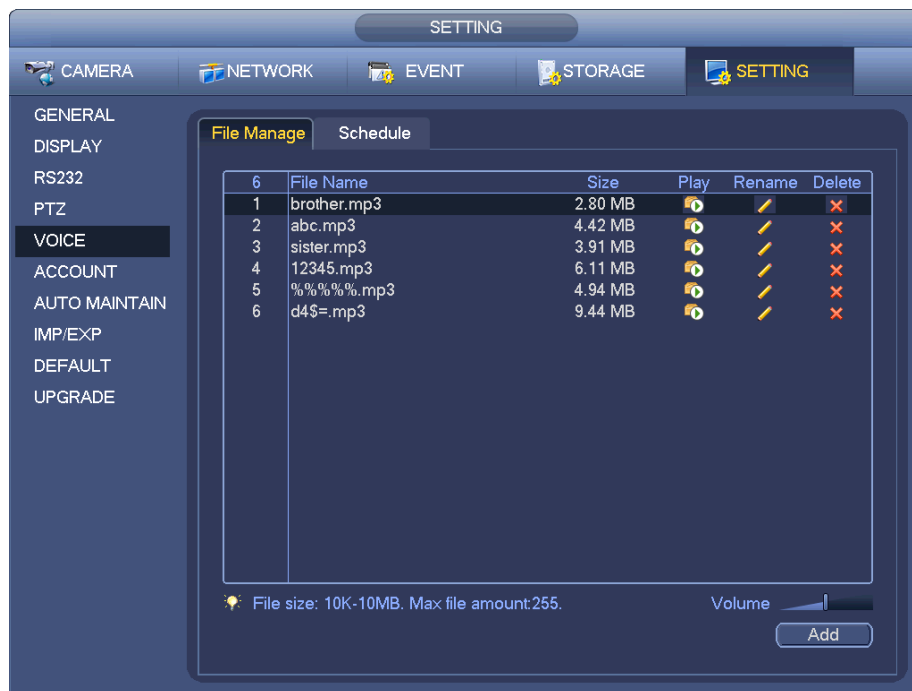 SETTING
CAMERA NETWORK EVENT STORAGE SETTING
GENERAL
DISPLAY
RS232
PTZ
VOICE
ACCOUNT
AUTO MAINTAIN
IMP/EXP
DEFAULT
UPGRADE
File Manage Schedule
6 File Name Size Play Rename Delete
1 brother.mp3 2.80 MB
2 abc.mp3 4.42 MB
3 sister.mp3 3.91 MB
4 12345.mp3 6.11 MB
5 %%%%%.mp3 4.94 MB
6 d4$=.mp3 9.44 MB
File size: 10K-10MB. Max file amount:255. Volume
Add